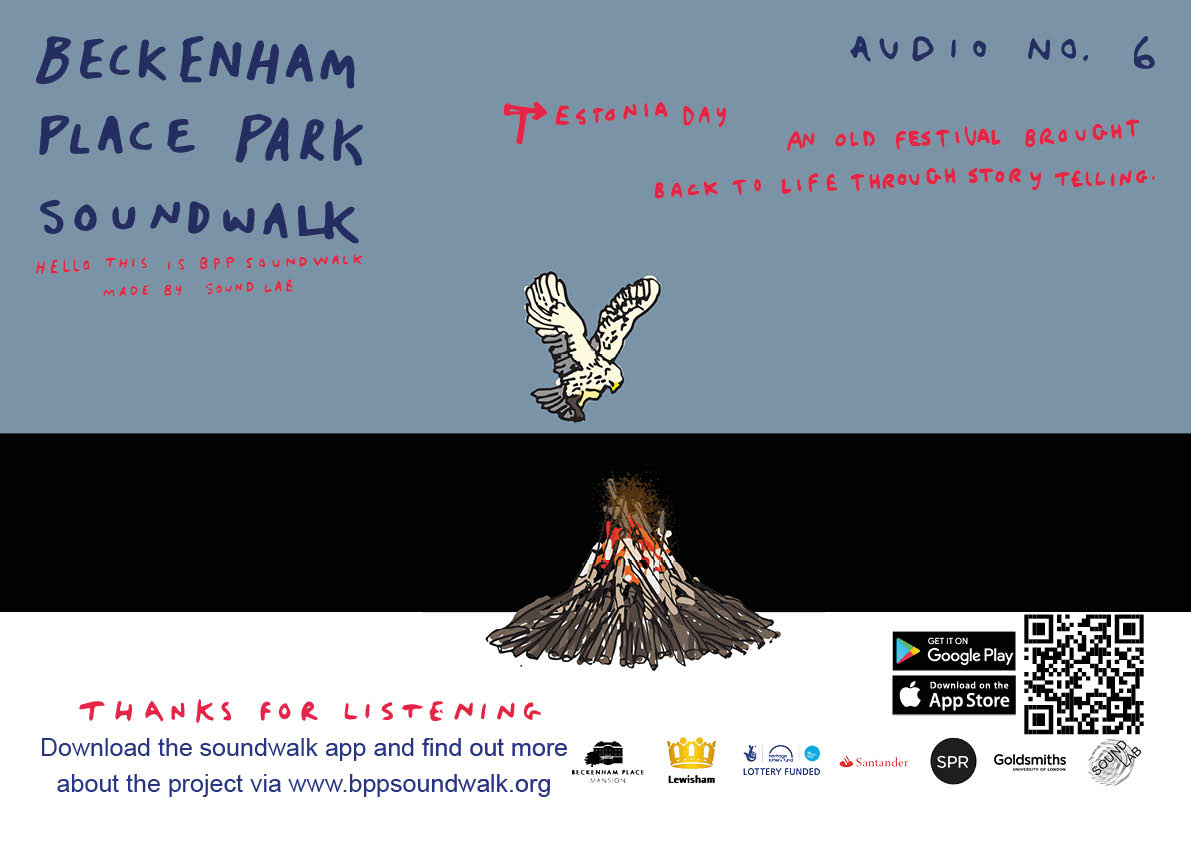 BECKENHAM
PLACE PARK
SOUNDWALK
HELLO THIS IS BPP SOUNDWALK
MADE BY SOUND LAB
AUDIO NO. 6
ESTONIA DAY
AN OLD FESTIVAL BROUGHT
BACK TO LIFE THROUGH STORY TELLING.
GET IT ON
Google Play
Download on the
App Store
THANKS FOR LISTENING
Download the soundwalk app and find out more
about the project via www.bppsoundwalk.org
BECKENHAM PLACE
MANSION
Lewisham
heritage
lottery fund
LOTTERY FUNDED
Santander
SPR
Goldsmiths
UNIVERSITY OF LONDON
SOUND
LAB